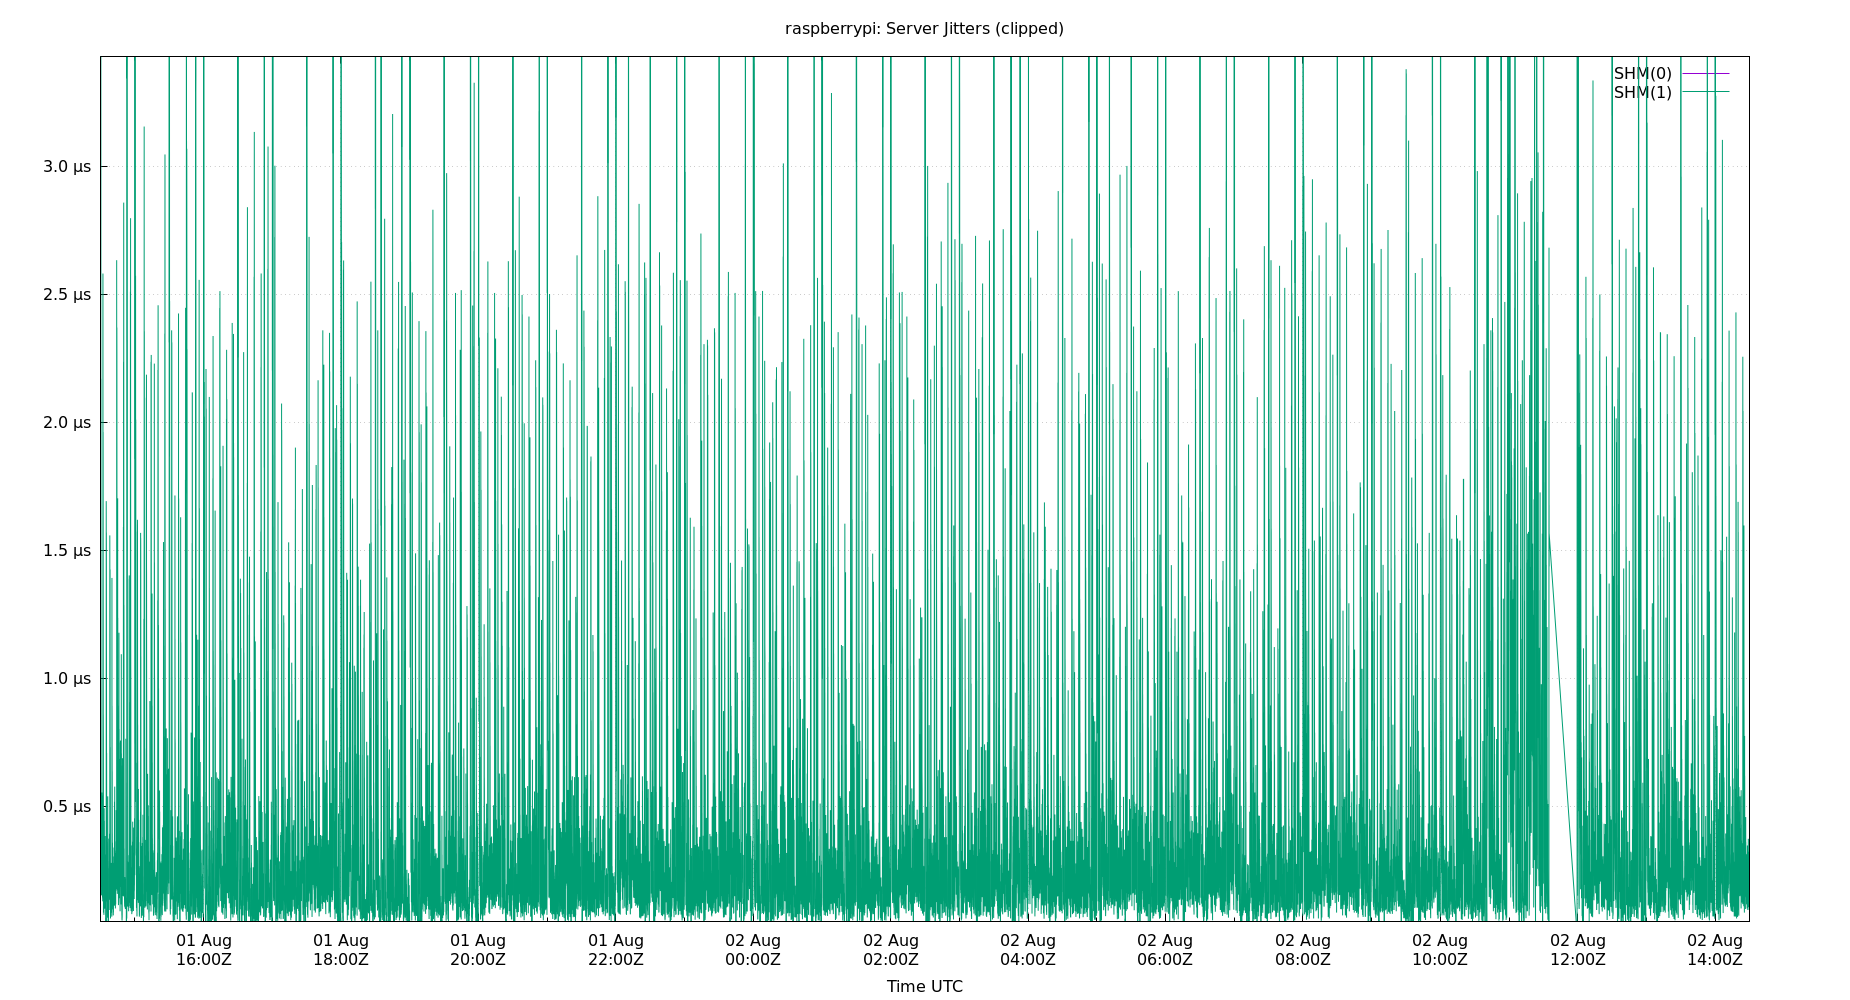 raspberrypi: Server Jitters (clipped)
SHM(0)
SHM(1)
3.0 µs
2.5 µs
2.0 µs
1.5 µs
1.0 µs
0.5 µs
01 Aug 01 Aug 01 Aug 01 Aug 02 Aug 02 Aug 02 Aug 02 Aug 02 Aug 02 Aug 02 Aug 02 Aug
16:00Z 18:00Z 20:00Z 22:00Z 00:00Z 02:00Z 04:00Z 06:00Z 08:00Z 10:00Z 12:00Z 14:00Z
Time UTC